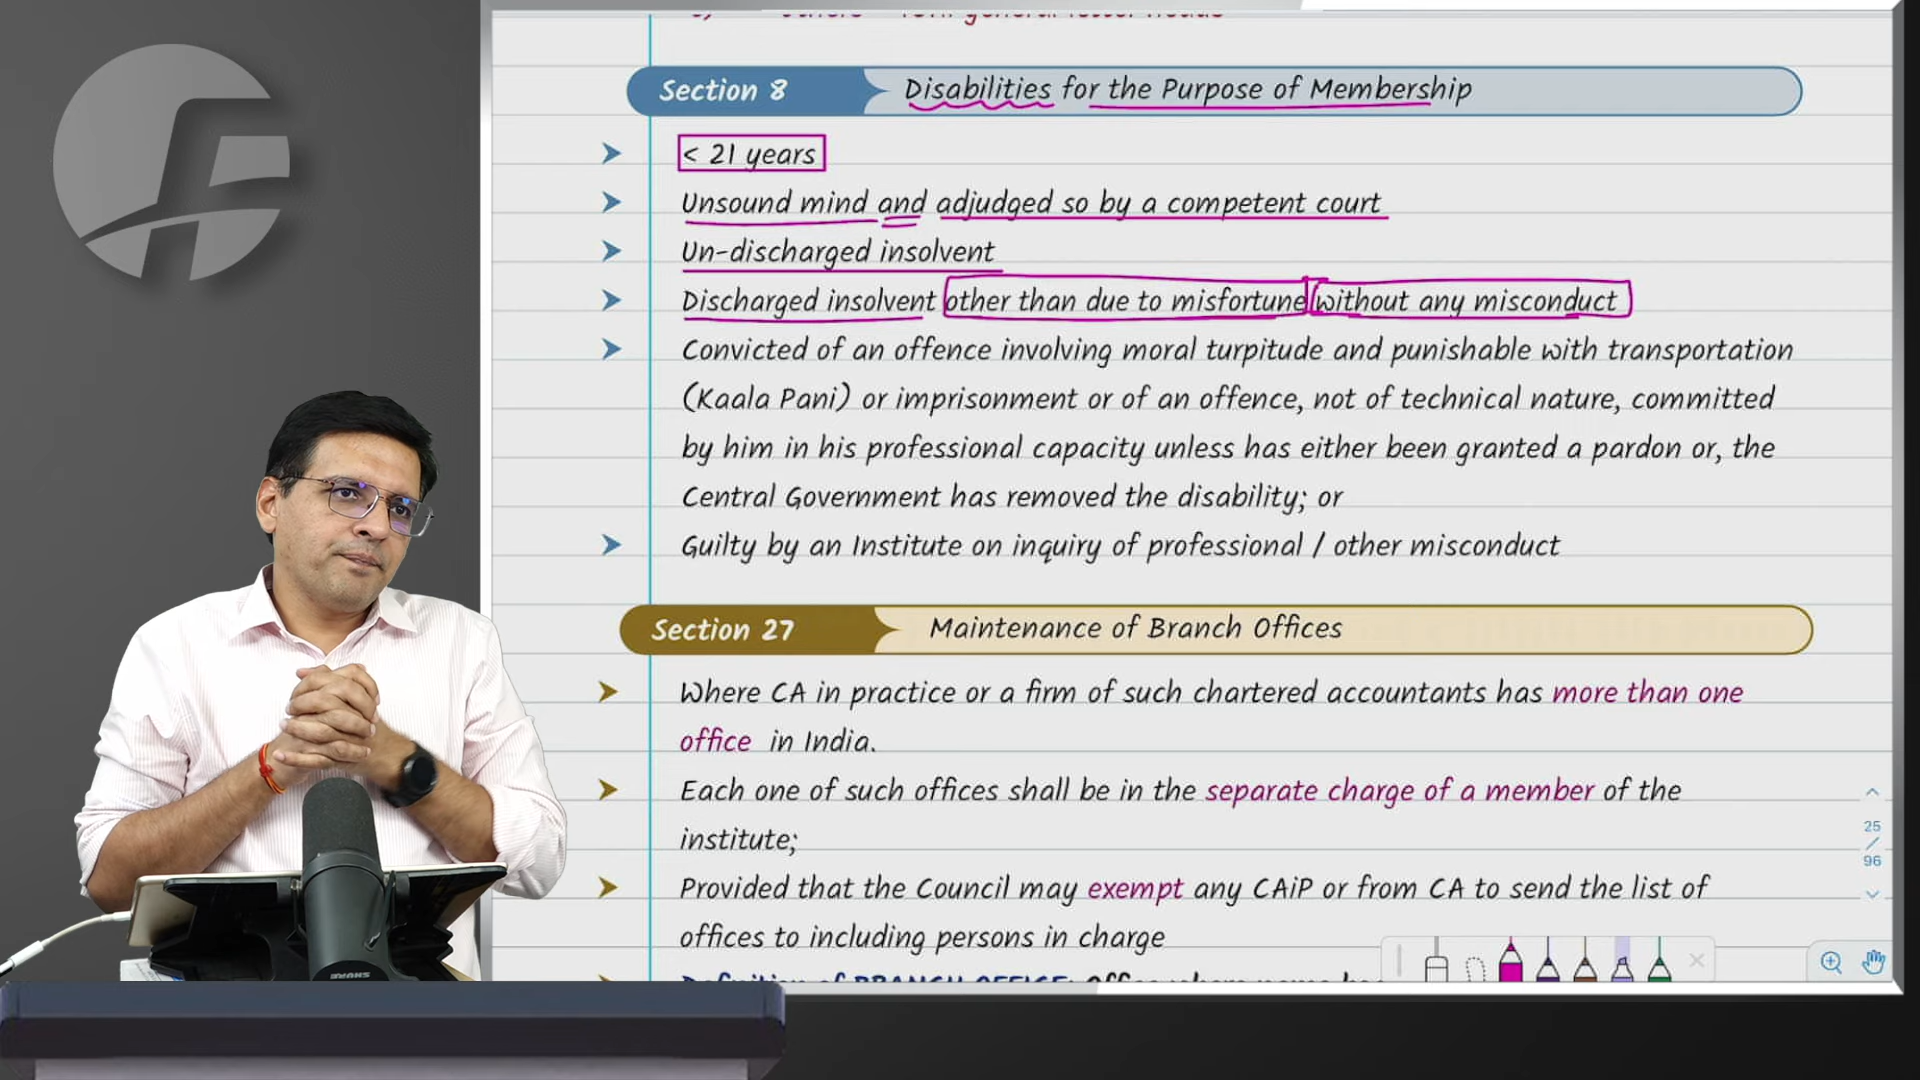 Section 8 Disabilities for the Purpose of Membership
< 21 years
Unsound mind and adjudged so by a competent court
Un-discharged insolvent
Discharged insolvent other than due to misfortune without any misconduct
Convicted of an offence involving moral turpitude and punishable with transportation
(Kaala Pani) or imprisonment or of an offence, not of technical nature, committed
by him in his professional capacity unless has either been granted a pardon or, the
Central Government has removed the disability; or
Guilty by an Institute on inquiry of professional / other misconduct
Section 27 Maintenance of Branch Offices
Where CA in practice or a firm of such chartered accountants has more than one
office in India.
Each one of such offices shall be in the separate charge of a member of the
institute;
Provided that the Council may exempt any CAiP or from CA to send the list of
offices to including persons in charge
25
/
96
SHURE